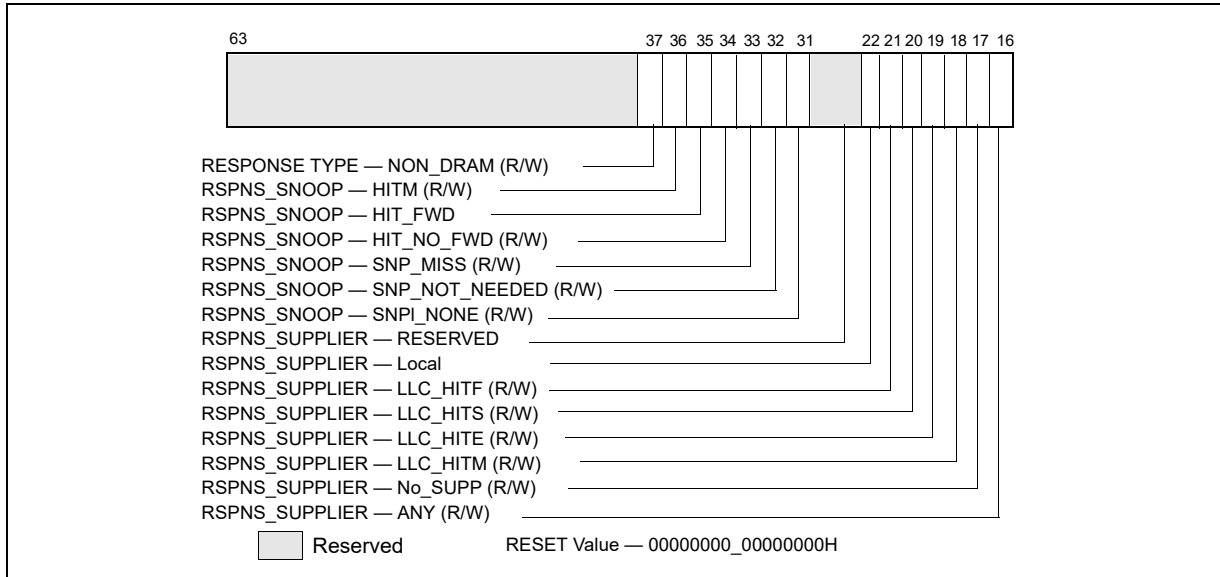 63 37 36 35 34 33 32 31 22 21 20 19 18 17 16
RESPONSE TYPE — NON_DRAM (R/W)
RSPNS_SNOOP — HITM (R/W)
RSPNS_SNOOP — HIT_FWD
RSPNS_SNOOP — HIT_NO_FWD (R/W)
RSPNS_SNOOP — SNP_MISS (R/W)
RSPNS_SNOOP — SNP_NOT_NEEDED (R/W)
RSPNS_SNOOP — SNPI_NONE (R/W)
RSPNS_SUPPLIER — RESERVED
RSPNS_SUPPLIER — Local
RSPNS_SUPPLIER — LLC_HITF (R/W)
RSPNS_SUPPLIER — LLC_HITS (R/W)
RSPNS_SUPPLIER — LLC_HITE (R/W)
RSPNS_SUPPLIER — LLC_HITM (R/W)
RSPNS_SUPPLIER — No_SUPP (R/W)
RSPNS_SUPPLIER — ANY (R/W)
Reserved RESET Value — 00000000_00000000H